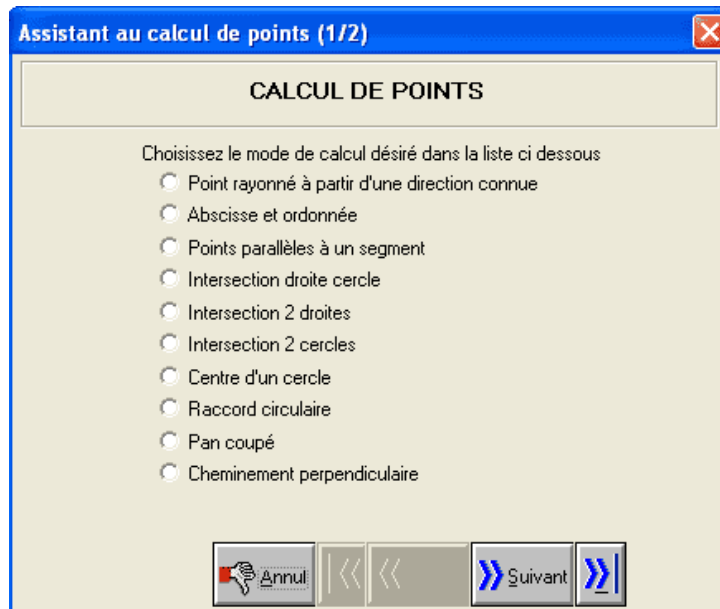 Assistant au calcul de points (1/2)
CALCUL DE POINTS
Choisissez le mode de calcul désiré dans la liste ci dessous
Point rayonné à partir d'une direction connue
Abscisse et ordonnée
Points parallèles à un segment
Intersection droite cercle
Intersection 2 droites
Intersection 2 cercles
Centre d'un cercle
Raccord circulaire
Pan coupé
Cheminement perpendiculaire
Annul Suivant